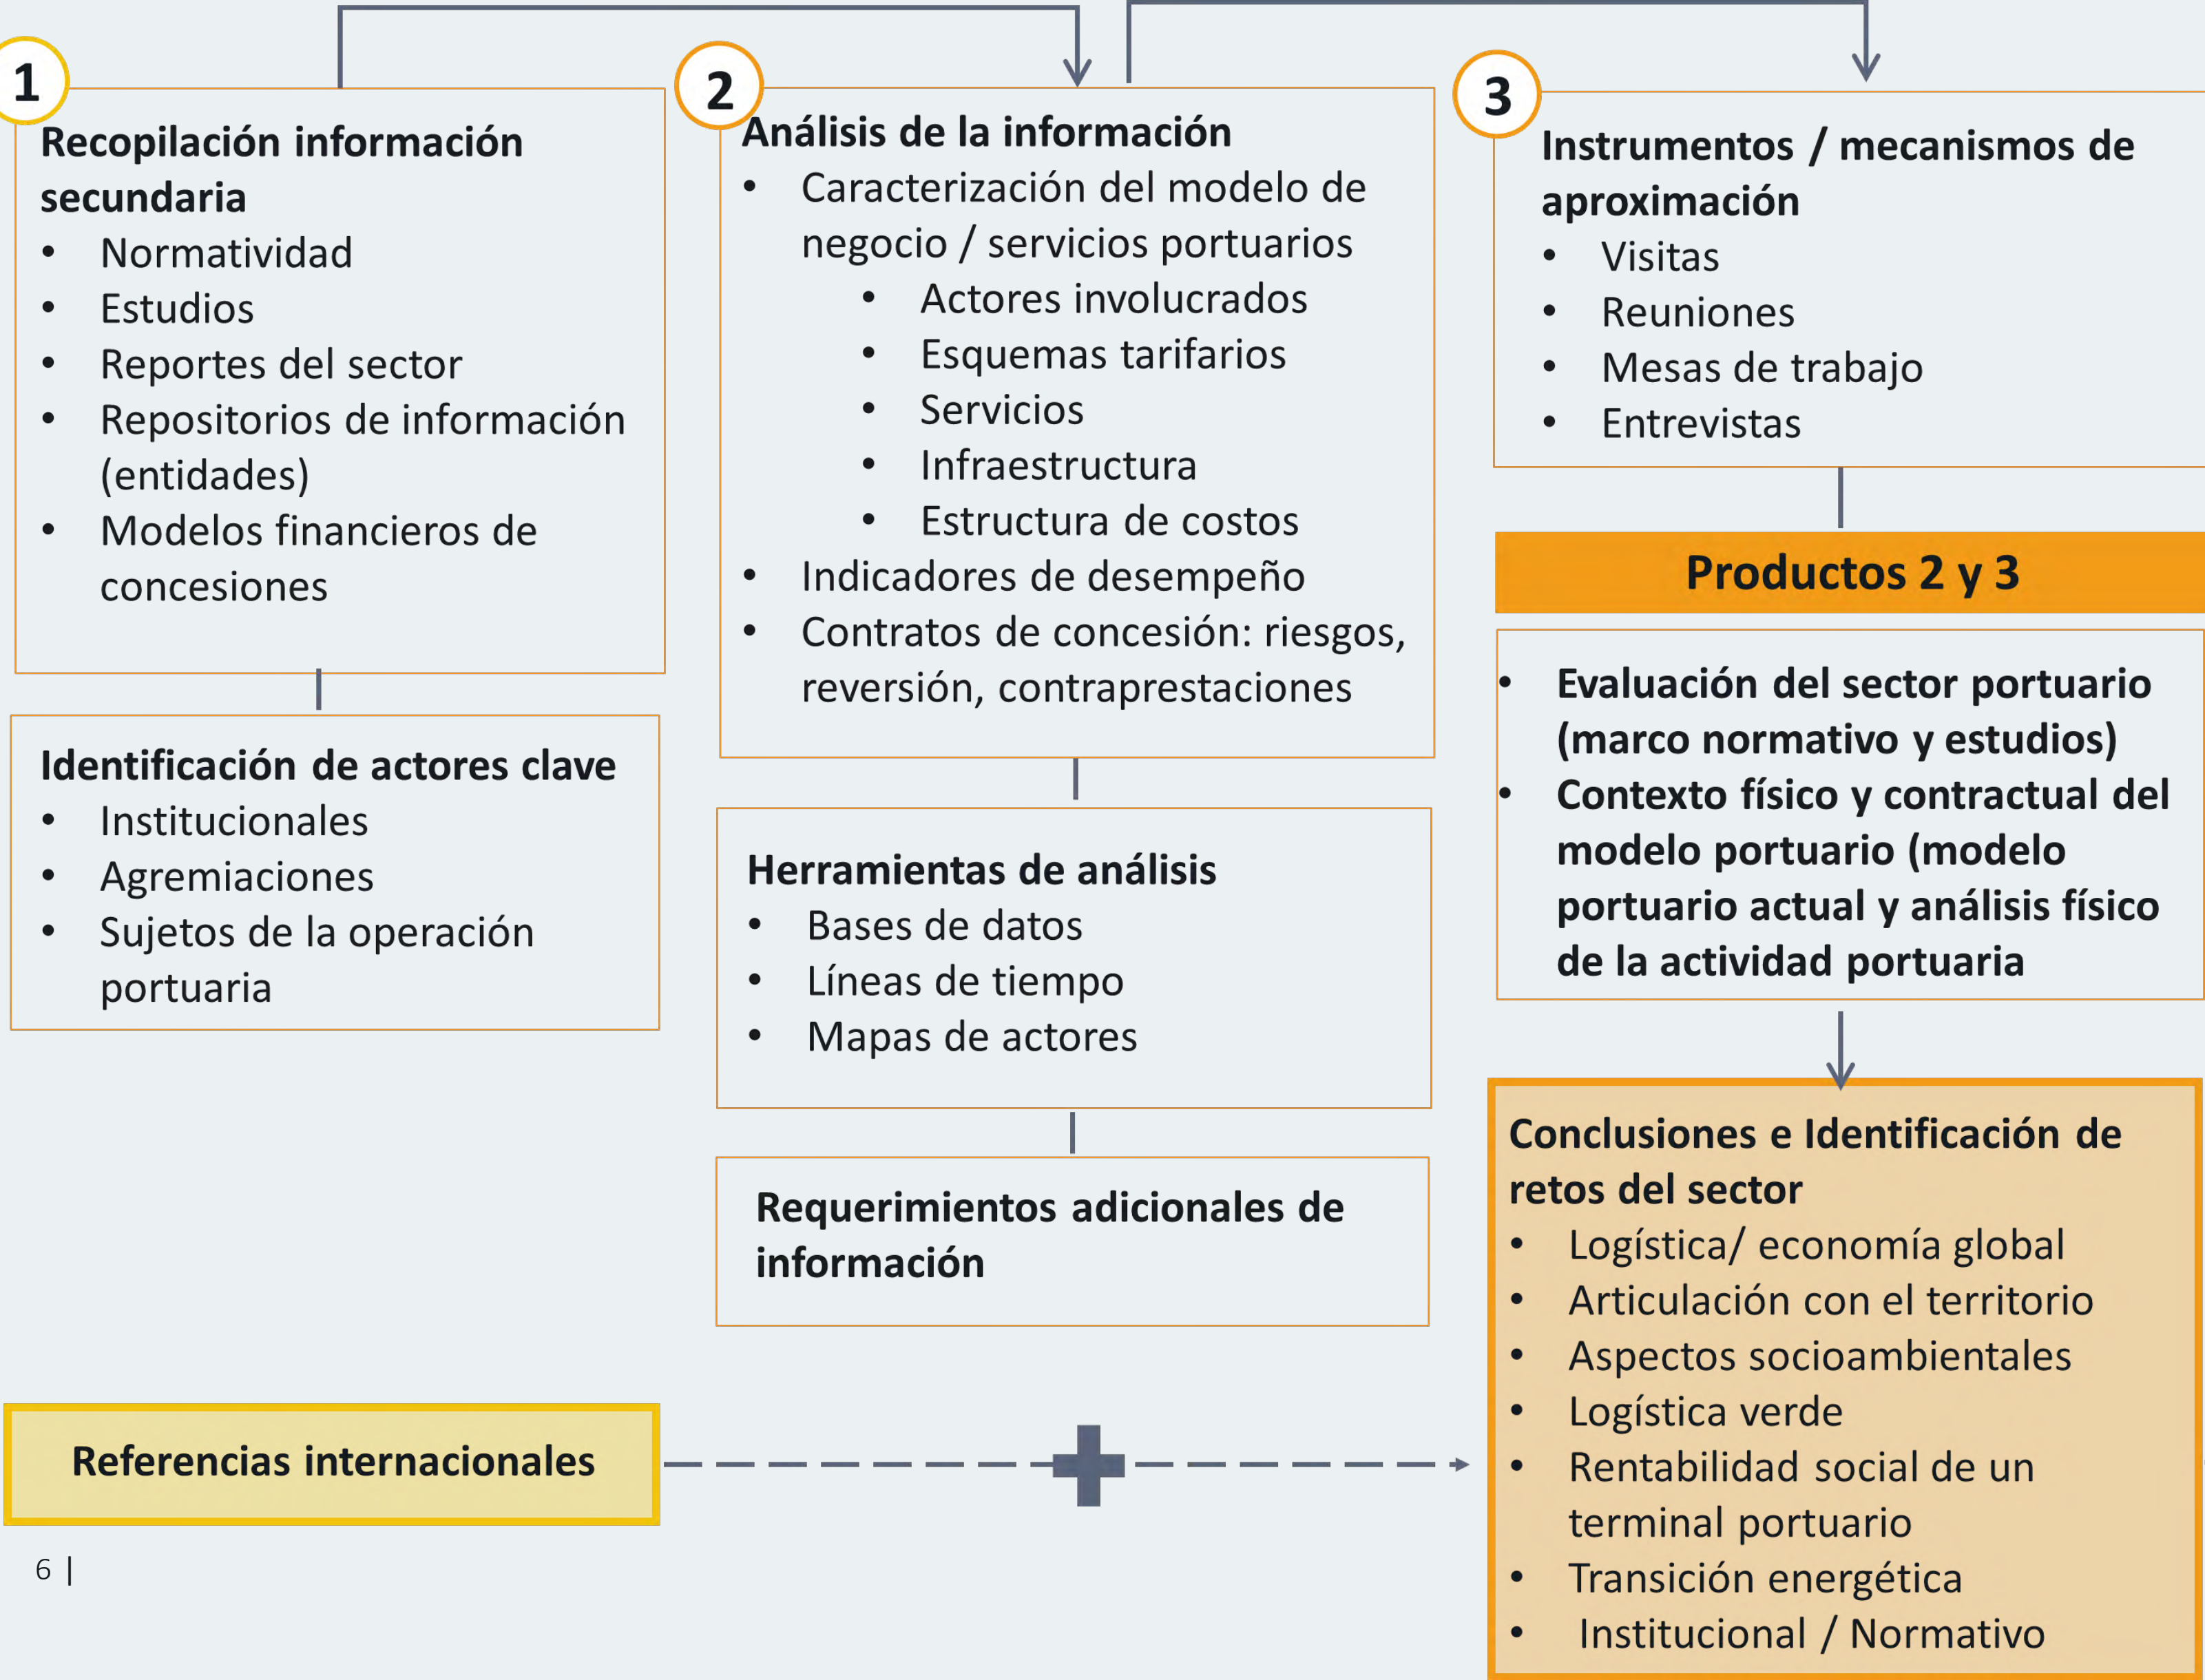 1
Recopilación información
secundaria
• Normatividad
• Estudios
• Reportes del sector
• Repositorios de información
(entidades)
• Modelos financieros de
concesiones
Identificación de actores clave
• Institucionales
• Agremiaciones
• Sujetos de la operación
portuaria
2
Análisis de la información
• Caracterización del modelo de
negocio / servicios portuarios
• Actores involucrados
• Esquemas tarifarios
• Servicios
• Infraestructura
• Estructura de costos
• Indicadores de desempeño
• Contratos de concesión: riesgos,
reversión, contraprestaciones
Herramientas de análisis
• Bases de datos
• Líneas de tiempo
• Mapas de actores
Requerimientos adicionales de
información
3
Instrumentos / mecanismos de
aproximación
• Visitas
• Reuniones
• Mesas de trabajo
• Entrevistas
Productos 2 y 3
• Evaluación del sector portuario
(marco normativo y estudios)
• Contexto físico y contractual del
modelo portuario (modelo
portuario actual y análisis físico
de la actividad portuaria
Conclusiones e Identificación de
retos del sector
• Logística/ economía global
• Articulación con el territorio
• Aspectos socioambientales
• Logística verde
• Rentabilidad social de un
terminal portuario
• Transición energética
• Institucional / Normativo
Referencias internacionales
6 |